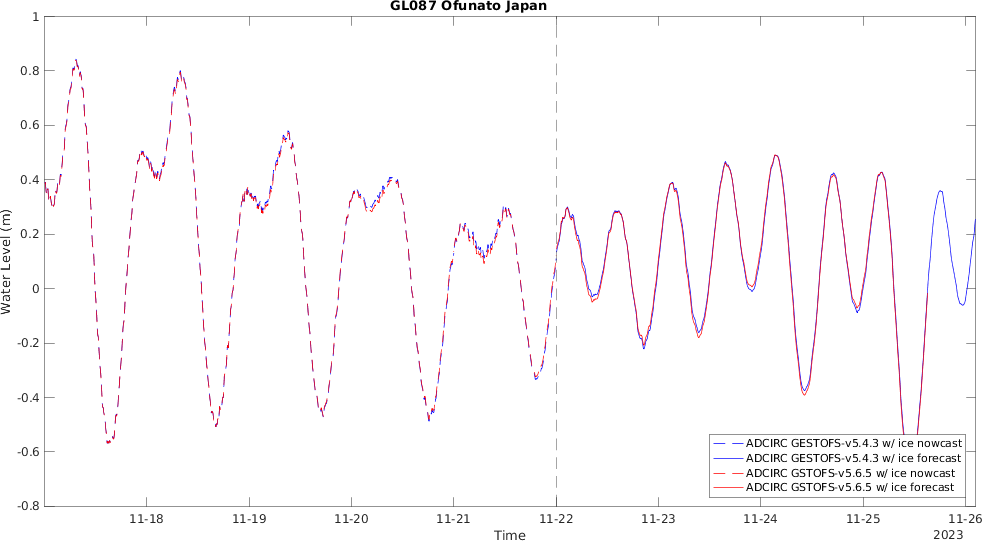 GL087 Ofunato Japan
1
0.8
0.6
0.4
0.2
0
-0.2
-0.4
-0.6
-0.8
Water Level (m)
ADCIRC GESTOFS-v5.4.3 w/ ice nowcast
ADCIRC GESTOFS-v5.4.3 w/ ice forecast
ADCIRC GSTOFS-v5.6.5 w/ ice nowcast
ADCIRC GSTOFS-v5.6.5 w/ ice forecast
11-18 11-19 11-20 11-21 11-22 11-23 11-24 11-25 11-26
Time
2023